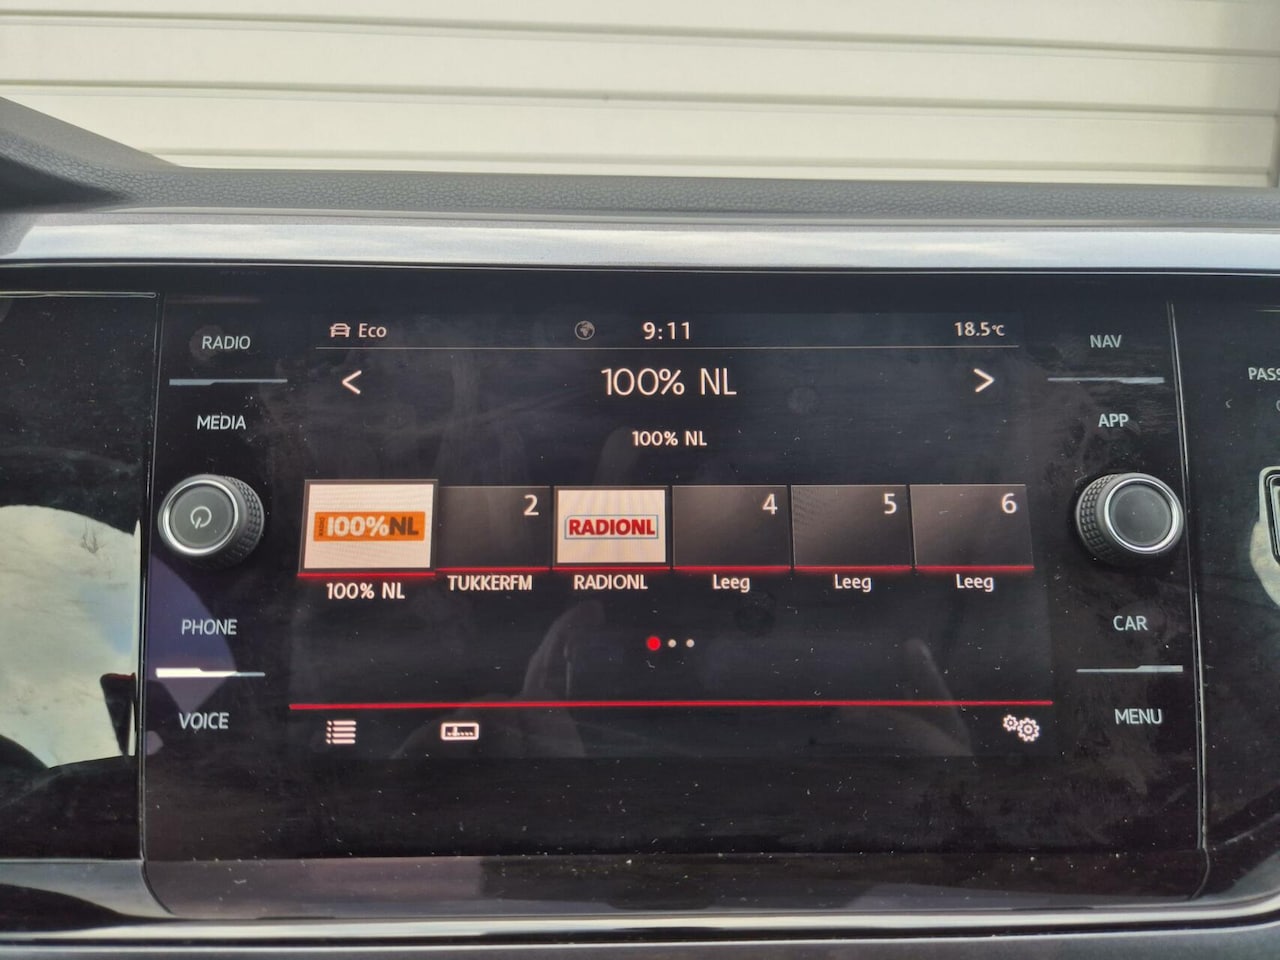 RADIO
MEDIA
PHONE
VOICE
Eco 9:11 18.5°C
< 100% NL >
100% NL
100%NL 2 RADIONL 4 5 6
100% NL TUKKERFM RADIONL Leeg Leeg Leeg
NAV
APP
CAR
MENU
PASS